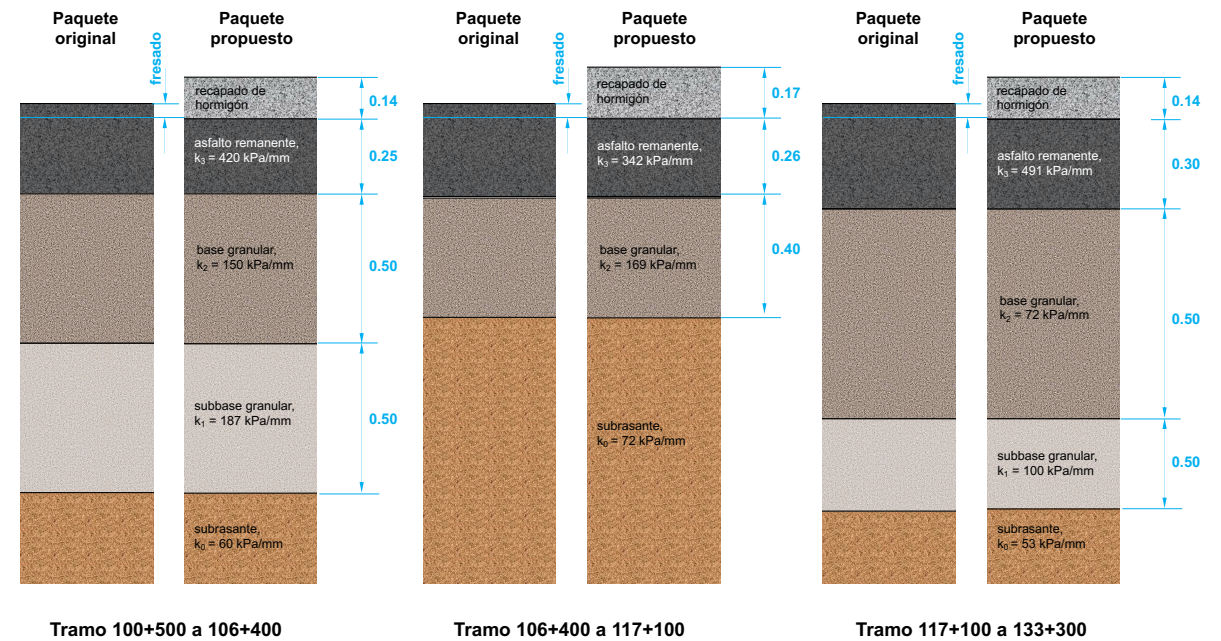 Paquete
original
fresado
Paquete
propuesto
recapado de
hormigón
0.14
asfalto remanente,
k₃ = 420 kPa/mm
0.25
base granular,
k₂ = 150 kPa/mm
0.50
subbase granular,
k₁ = 187 kPa/mm
0.50
subrasante,
k₀ = 60 kPa/mm
Tramo 100+500 a 106+400
Paquete
original
fresado
Paquete
propuesto
recapado de
hormigón
0.17
asfalto remanente,
k₃ = 342 kPa/mm
0.26
base granular,
k₂ = 169 kPa/mm
0.40
subrasante,
k₀ = 72 kPa/mm
Tramo 106+400 a 117+100
Paquete
original
fresado
Paquete
propuesto
recapado de
hormigón
0.14
asfalto remanente,
k₃ = 491 kPa/mm
0.30
base granular,
k₂ = 72 kPa/mm
0.50
subbase granular,
k₁ = 100 kPa/mm
0.50
subrasante,
k₀ = 53 kPa/mm
Tramo 117+100 a 133+300